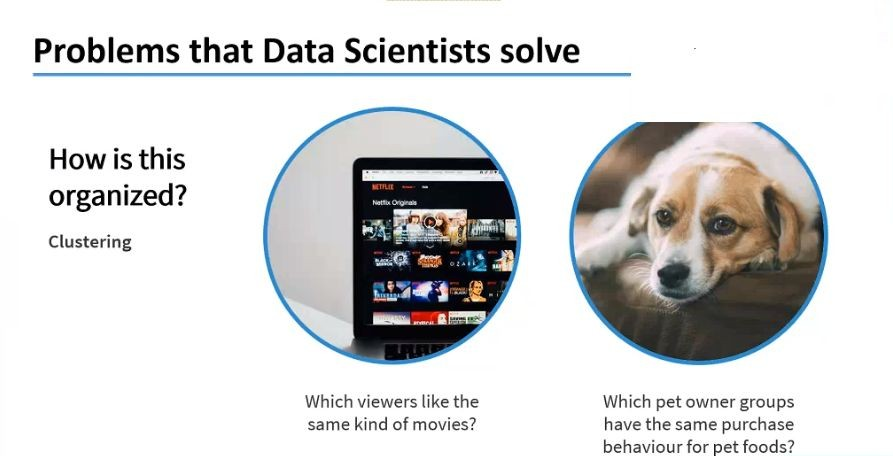 Problems that Data Scientists solve
How is this
organized?
Clustering
NETFLIX
Netflix Originals
OZARK
Which viewers like the
same kind of movies?
Which pet owner groups
have the same purchase
behaviour for pet foods?